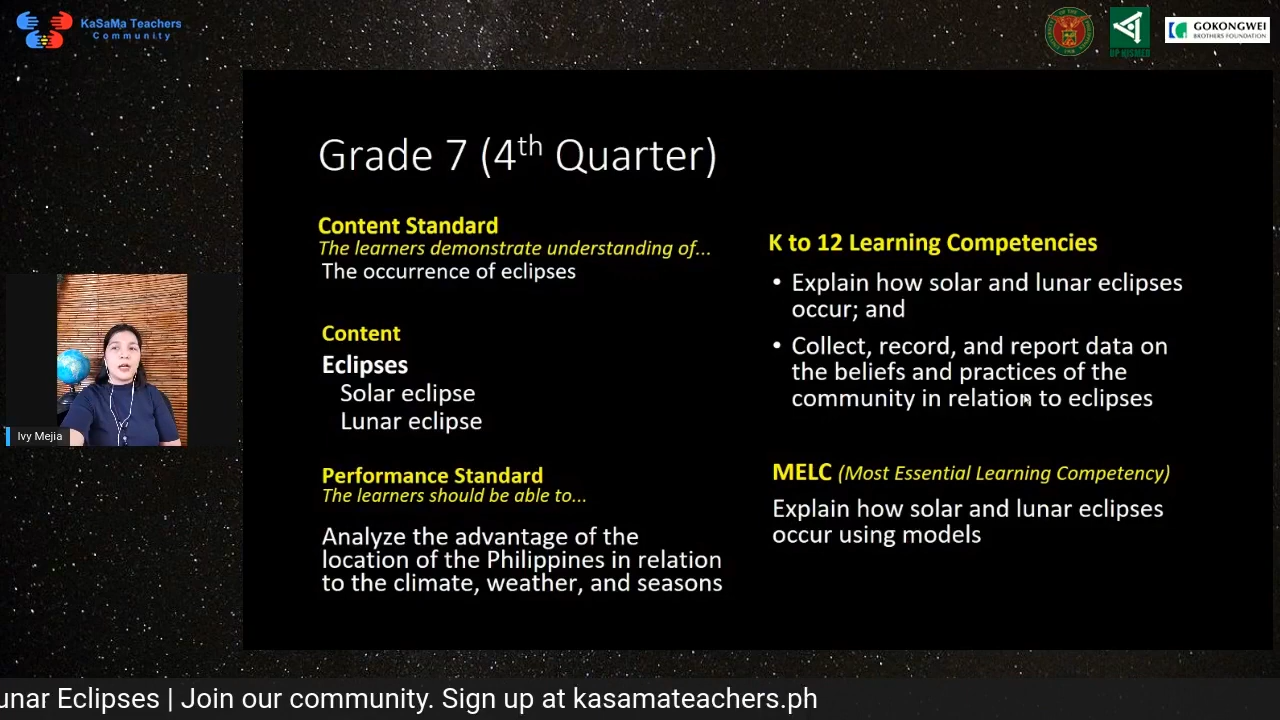 KaSaMa Teachers
Community
GOKONGWEI
BROTHERS FOUNDATION
Grade 7 (4th Quarter)
Content Standard
The learners demonstrate understanding of...
The occurrence of eclipses
Content
Eclipses
Solar eclipse
Lunar eclipse
Performance Standard
The learners should be able to...
Analyze the advantage of the
location of the Philippines in relation
to the climate, weather, and seasons
K to 12 Learning Competencies
• Explain how solar and lunar eclipses
occur; and
• Collect, record, and report data on
the beliefs and practices of the
community in relation to eclipses
MELC (Most Essential Learning Competency)
Explain how solar and lunar eclipses
occur using models
Ivy Mejia
unar Eclipses | Join our community. Sign up at kasamateachers.ph